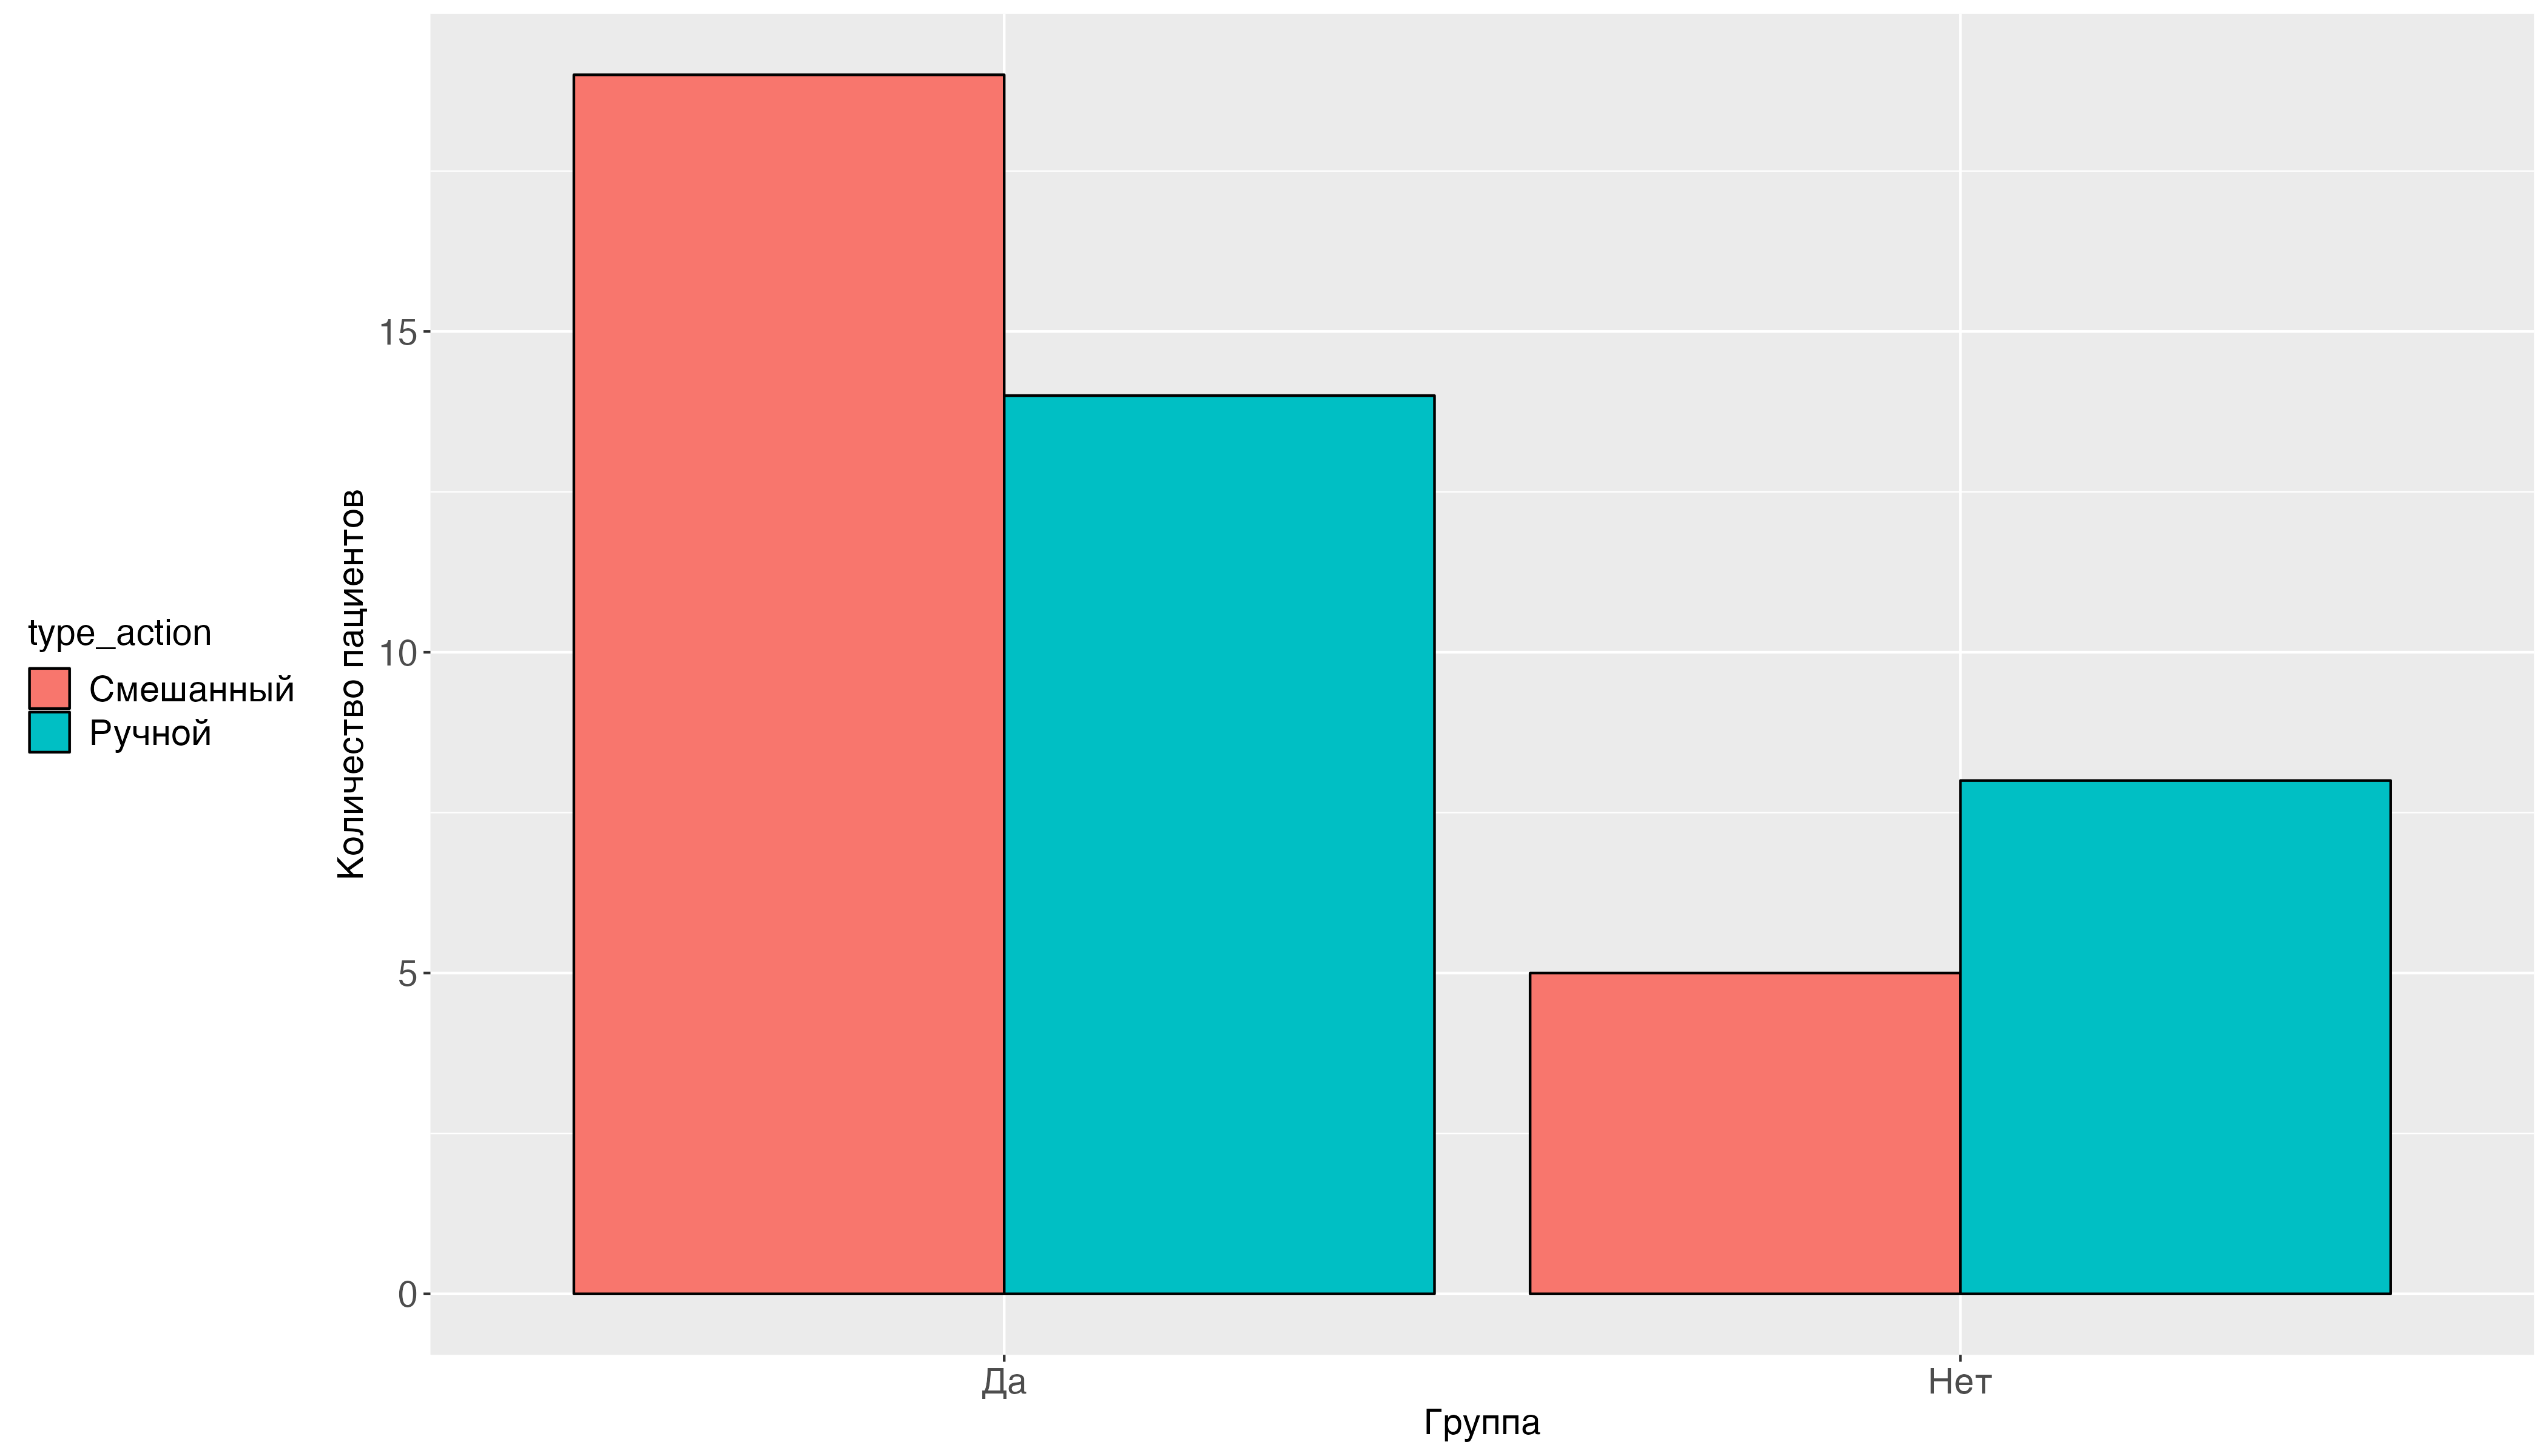 type_action
Смешанный
Ручной
Количество пациентов
15
10
5
0
Да
Нет
Группа